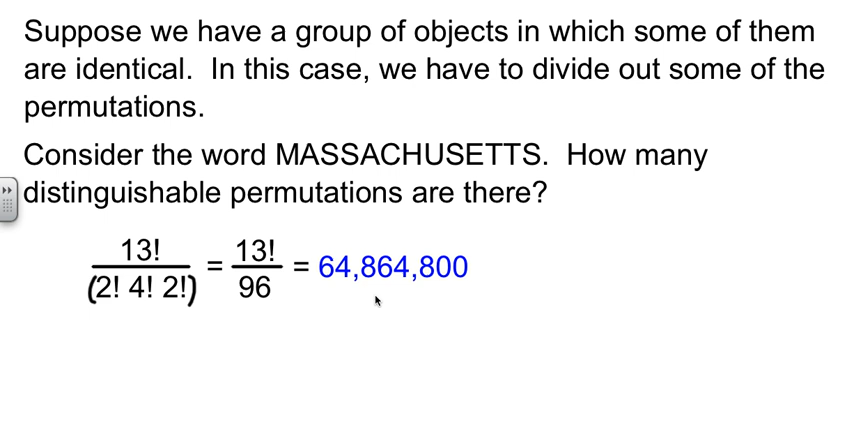 Suppose we have a group of objects in which some of them
are identical.  In this case, we have to divide out some of the
permutations.
Consider the word MASSACHUSETTS.  How many
distinguishable permutations are there?
13!/(2! 4! 2!) = 13!/96 = 64,864,800